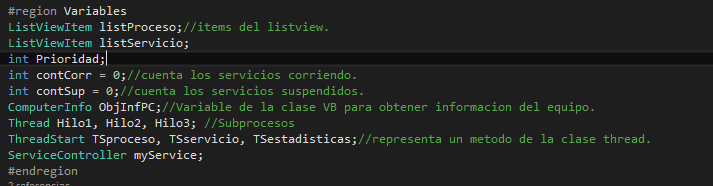 #region Variables
ListViewItem listProceso;//items del listview.
ListViewItem listServicio;
int Prioridad;
int contCorr = 0;//cuenta los servicios corriendo.
int contSup = 0;//cuenta los servicios suspendidos.
ComputerInfo ObjInfPC;//Variable de la clase VB para obtener informacion del equipo.
Thread Hilo1, Hilo2, Hilo3; //Subprocesos
ThreadStart TSproceso, TSservicio, TSestadisticas;//representa un metodo de la clase thread.
ServiceController myService;
#endregion
2 referencias